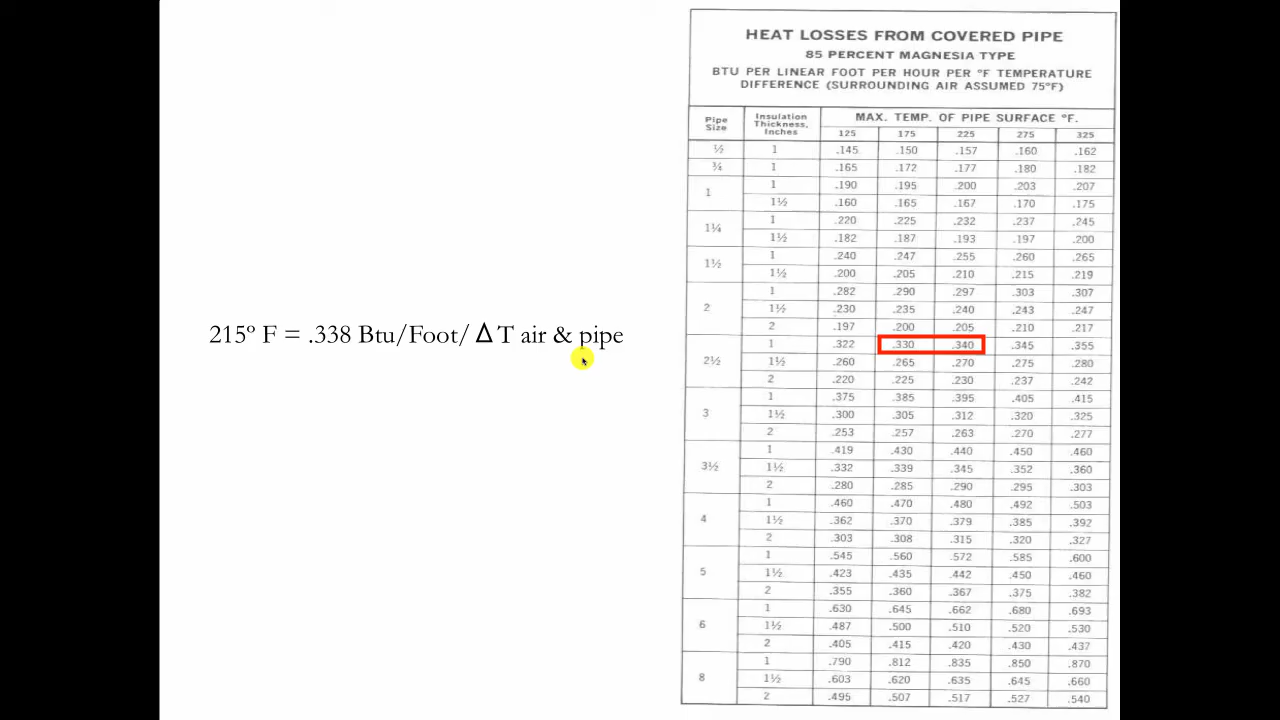 215º F = .338 Btu/Foot/ Δ T air & pipe
HEAT LOSSES FROM COVERED PIPE
85 PERCENT MAGNESIA TYPE
BTU PER LINEAR FOOT PER HOUR PER ºF TEMPERATURE
DIFFERENCE (SURROUNDING AIR ASSUMED 75ºF)
Pipe Size Insulation Thickness, Inches MAX. TEMP. OF PIPE SURFACE ºF.
125 175 225 275 325
½ 1 .145 .150 .157 .160 .162
¾ 1 .165 .172 .177 .180 .182
1 1 .190 .195 .200 .203 .207
1½ .160 .165 .167 .170 .175
1¼ 1 .220 .225 .232 .237 .245
1½ .182 .187 .193 .197 .200
1½ 1 .240 .247 .255 .260 .265
1½ .200 .205 .210 .215 .219
2 1 .282 .290 .297 .303 .307
1½ .230 .235 .240 .243 .247
2 .197 .200 .205 .210 .217
2½ 1 .322 .330 .340 .345 .355
1½ .260 .265 .270 .275 .280
2 .220 .225 .230 .237 .242
3 1 .375 .385 .395 .405 .415
1½ .300 .305 .312 .320 .325
2 .253 .257 .263 .270 .277
3½ 1 .419 .430 .440 .450 .460
1½ .332 .339 .345 .352 .360
2 .280 .285 .290 .295 .303
4 1 .460 .470 .480 .492 .503
1½ .362 .370 .379 .385 .392
2 .303 .308 .315 .320 .327
5 1 .545 .560 .572 .585 .600
1½ .423 .435 .442 .450 .460
2 .355 .360 .367 .375 .382
6 1 .630 .645 .662 .680 .693
1½ .487 .500 .510 .520 .530
2 .405 .415 .420 .430 .437
8 1 .790 .812 .835 .850 .870
1½ .603 .620 .635 .645 .660
2 .495 .507 .517 .527 .540